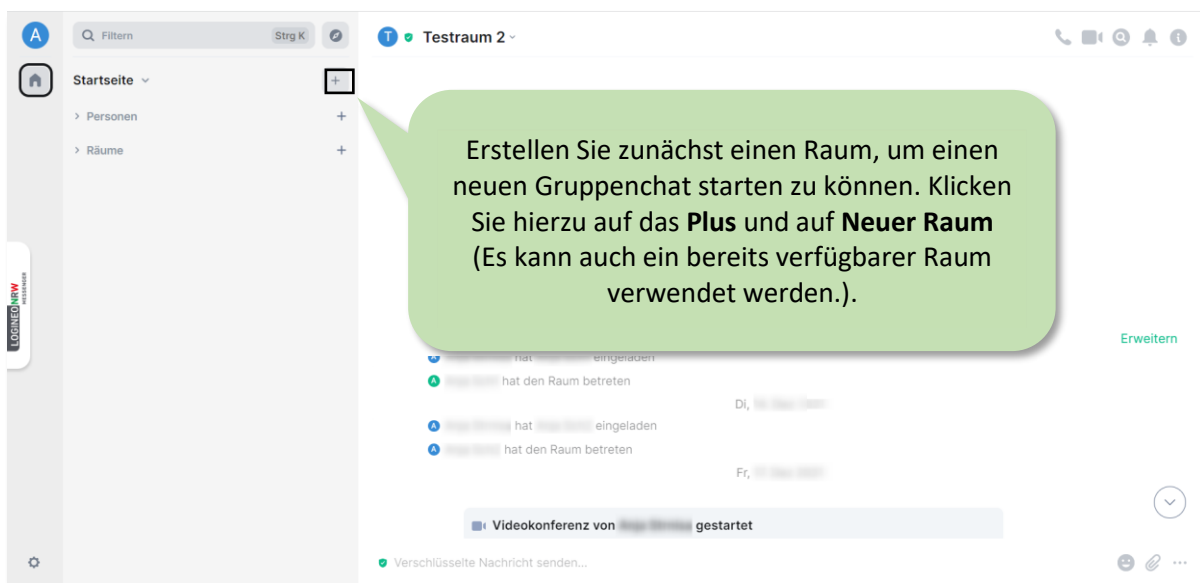 A
Filtern
Strg K
T
Testraum 2
Startseite
Personen
Räume
Erstellen Sie zunächst einen Raum, um einen
neuen Gruppenchat starten zu können. Klicken
Sie hierzu auf das Plus und auf Neuer Raum
(Es kann auch ein bereits verfügbarer Raum
verwendet werden.).
LOGINEO NRW
MESSENGER
Erweitern
A hat eingeladen
A hat den Raum betreten
Di,
A hat eingeladen
A hat den Raum betreten
Fr,
Videokonferenz von gestartet
Verschlüsselte Nachricht senden...